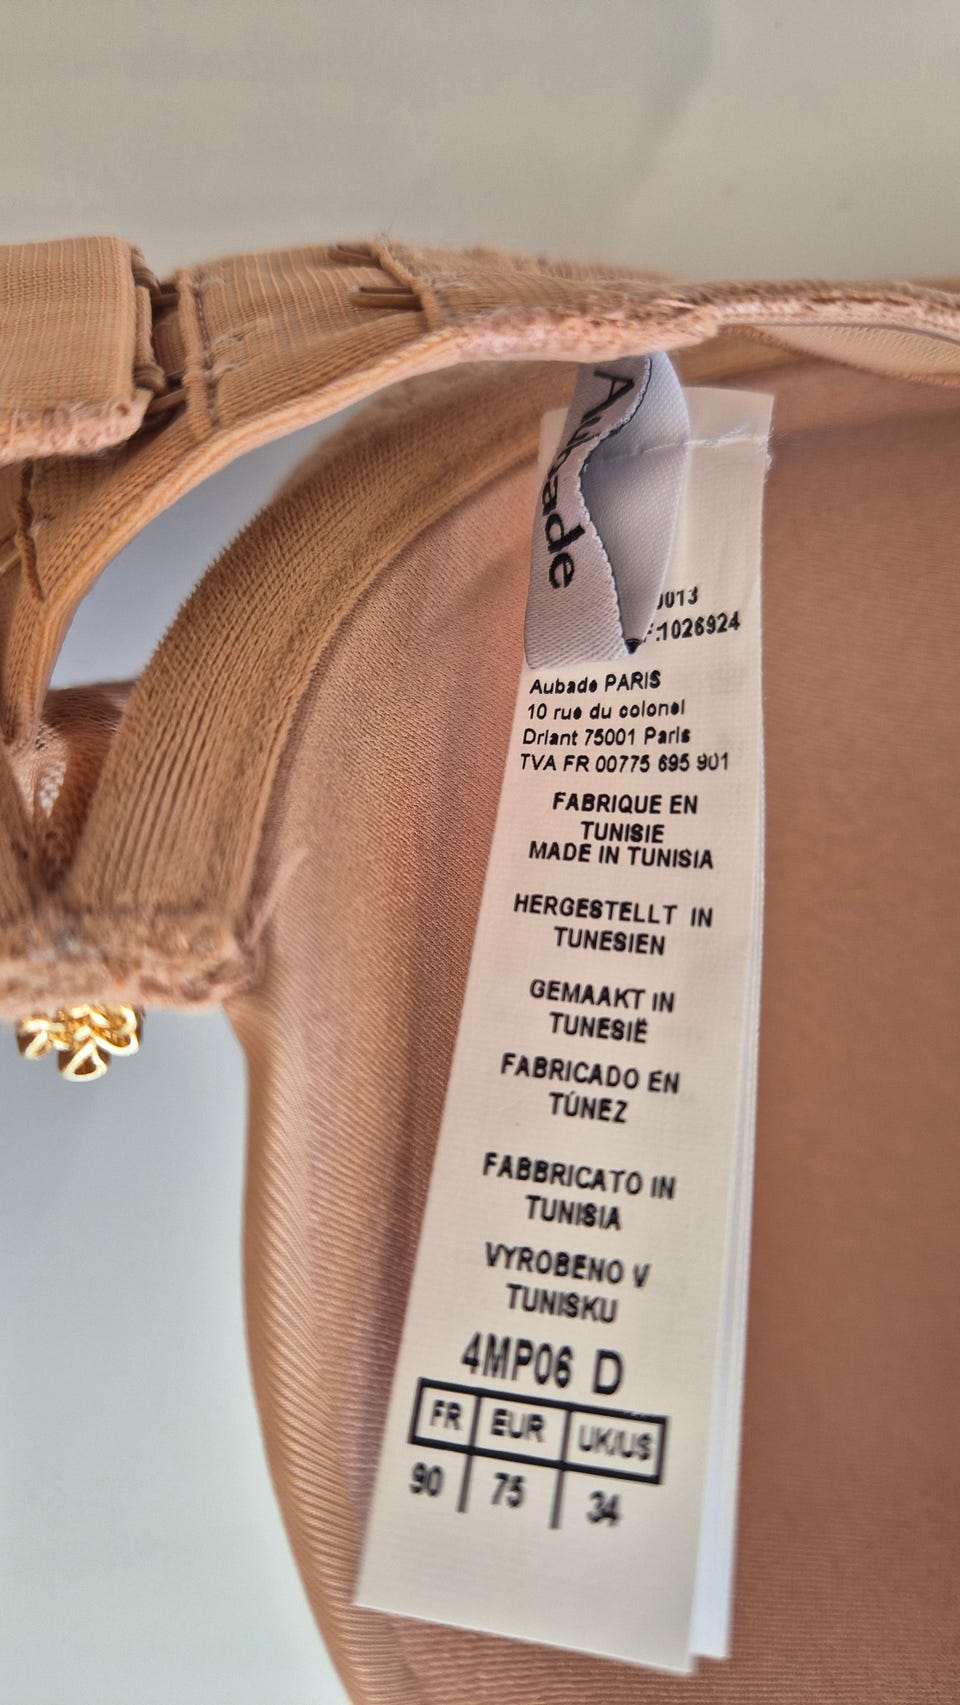 Aubade
0013
F:1026924
Aubade PARIS
10 rue du colonel
Driant 75001 Paris
TVA FR 00775 695 901
FABRIQUE EN
TUNISIE
MADE IN TUNISIA
HERGESTELLT IN
TUNESIEN
GEMAAKT IN
TUNESIË
FABRICADO EN
TÚNEZ
FABBRICATO IN
TUNISIA
VYROBENO V
TUNISKU
4MP06 D
FR EUR UK/US
90 75 34